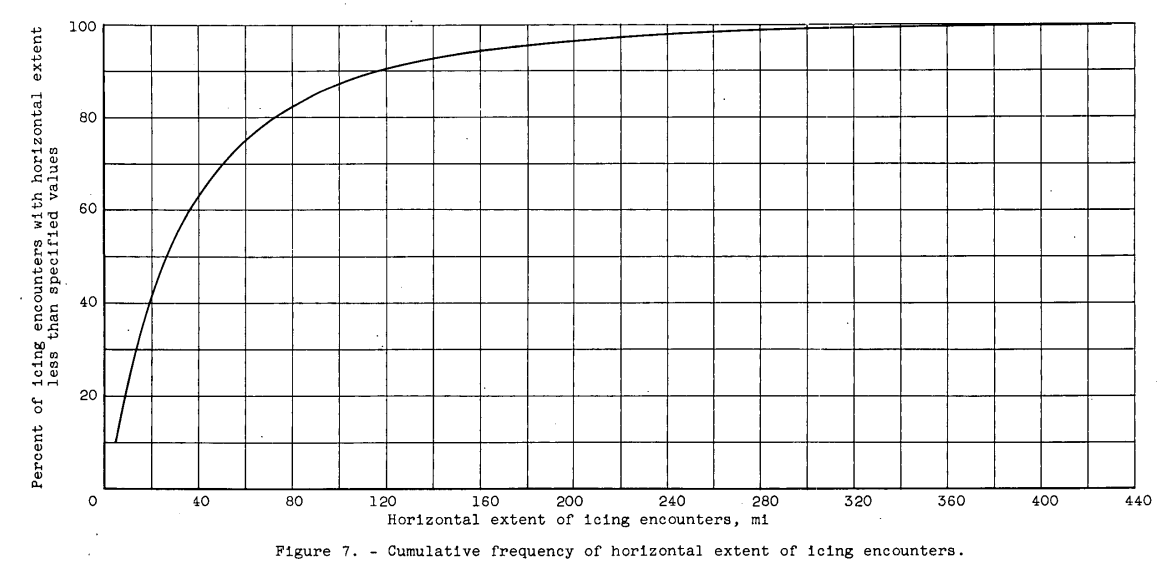 Percent of icing encounters with horizontal extent
less than specified values
100
80
60
40
20
0 40 80 120 160 200 240 280 320 360 400 440
Horizontal extent of icing encounters, mi
Figure 7. - Cumulative frequency of horizontal extent of icing encounters.